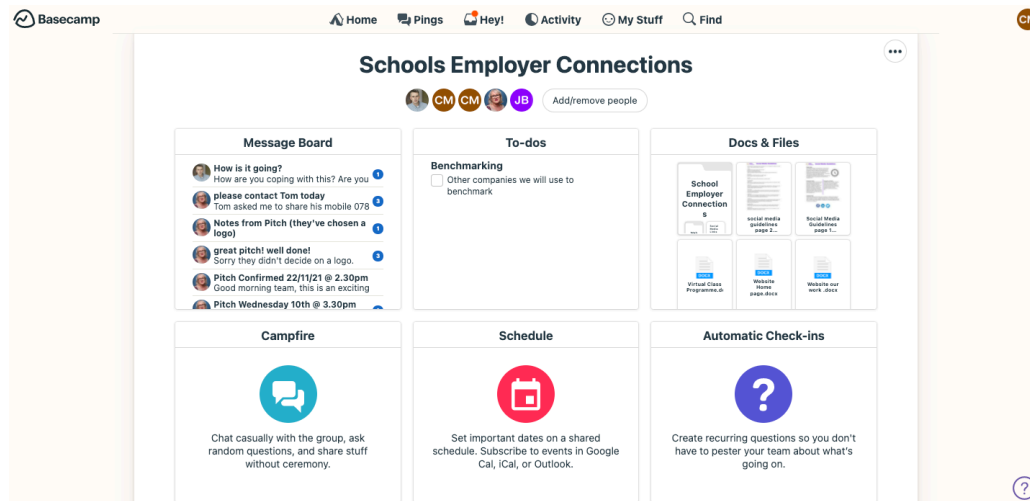 Basecamp
Home Pings Hey! Activity My Stuff Find
CM
Schools Employer Connections
CM CM JB Add/remove people
Message Board
How is it going?
How are you coping with this? Are you
1
please contact Tom today
Tom asked me to share his mobile 078
3
Notes from Pitch (they've chosen a
logo)
1
great pitch! well done!
Sorry they didn't decide on a logo.
3
Pitch Confirmed 22/11/21 @ 2.30pm
Good morning team, this is an exciting
Pitch Wednesday 10th @ 3.30pm
To-dos
Benchmarking
Other companies we will use to
benchmark
Docs & Files
School
Employer
Connection
s
social media
guidelines
page 2...
Social Media
Guidelines
page 1...
DOCX
Virtual Class
Programme.d
DOCX
Website
Home
page.docx
DOCX
Website our
work .docx
Campfire
Chat casually with the group, ask
random questions, and share stuff
without ceremony.
Schedule
Set important dates on a shared
schedule. Subscribe to events in Google
Cal, iCal, or Outlook.
Automatic Check-ins
?
Create recurring questions so you don't
have to pester your team about what's
going on.
?